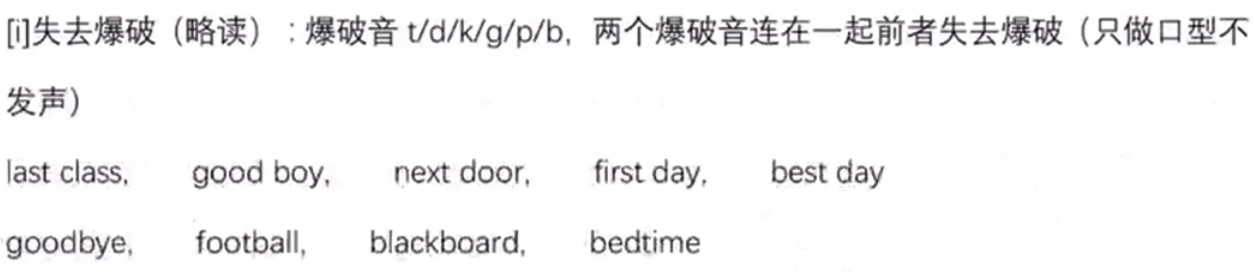 [i]失去爆破（略读）:爆破音 t/d/k/g/p/b，两个爆破音连在一起前者失去爆破（只做口型不
发声）
last class, good boy, next door, first day, best day
goodbye, football, blackboard, bedtime